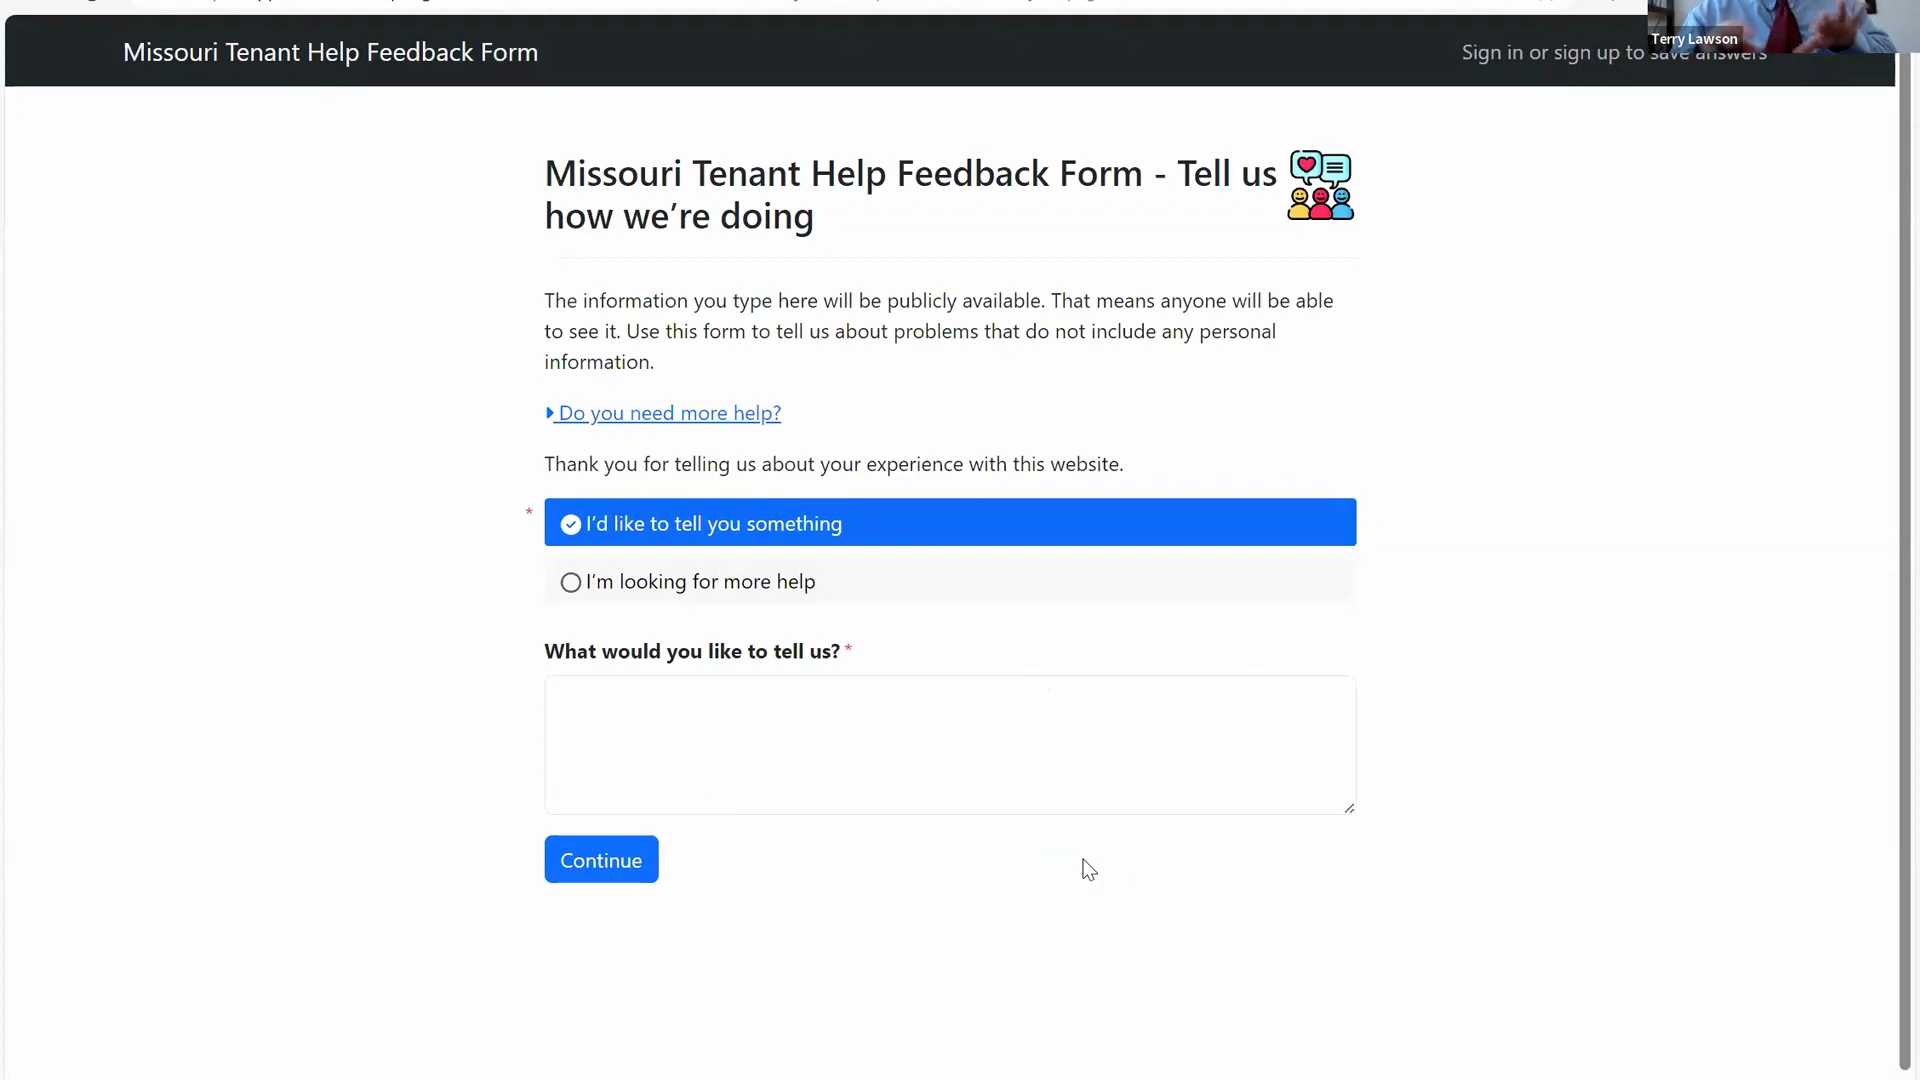 Missouri Tenant Help Feedback Form
Sign in or sign up to save answers
Terry Lawson
Missouri Tenant Help Feedback Form - Tell us
how we’re doing
The information you type here will be publicly available. That means anyone will be able
to see it. Use this form to tell us about problems that do not include any personal
information.
Do you need more help?
Thank you for telling us about your experience with this website.
*
I’d like to tell you something
I’m looking for more help
What would you like to tell us? *
Continue